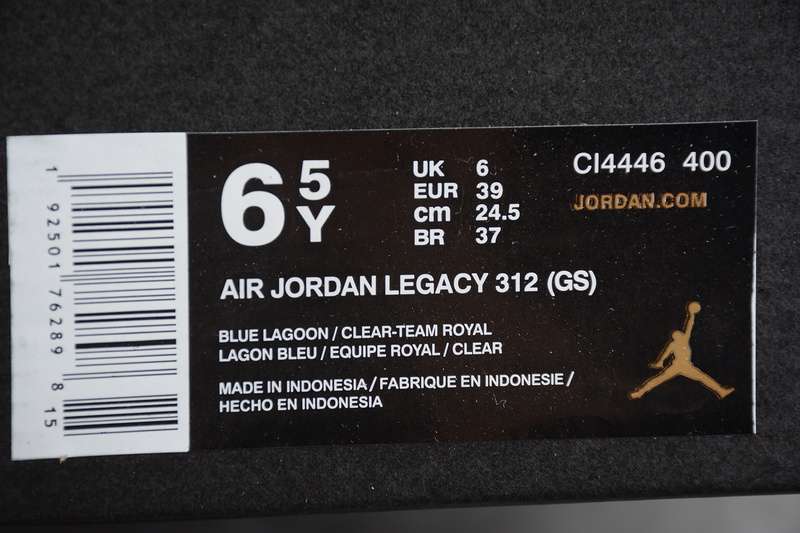 1 92501 76289 8 15
6 5Y
UK 6
EUR 39
cm 24.5
BR 37
CI4446 400
JORDAN.COM
AIR JORDAN LEGACY 312 (GS)
BLUE LAGOON / CLEAR-TEAM ROYAL
LAGON BLEU / EQUIPE ROYAL / CLEAR
MADE IN INDONESIA / FABRIQUE EN INDONESIE /
HECHO EN INDONESIA